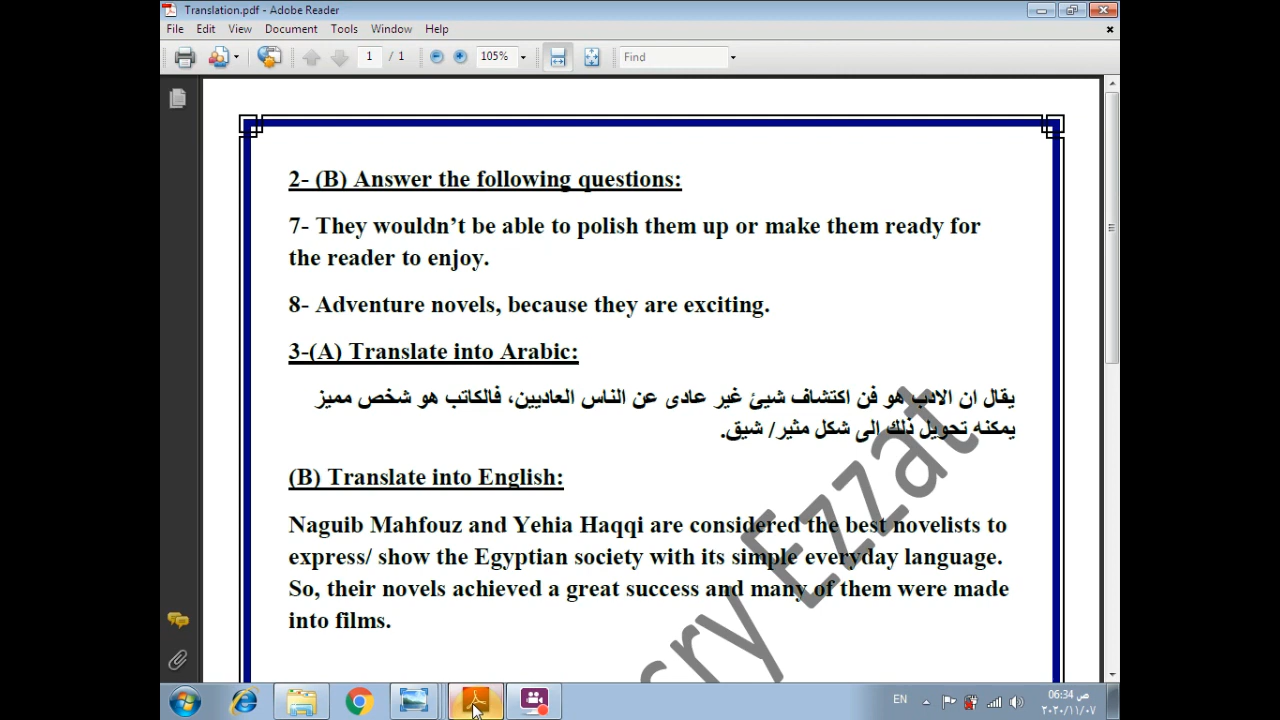 Translation.pdf - Adobe Reader
File Edit View Document Tools Window Help
1 / 1 105% Find
2- (B) Answer the following questions:
7- They wouldn’t be able to polish them up or make them ready for
the reader to enjoy.
8- Adventure novels, because they are exciting.
3-(A) Translate into Arabic:
يقال ان الادب هو فن اكتشاف شيئ غير عادى عن الناس العاديين، فالكاتب هو شخص مميز
يمكنه تحويل ذلك الى شكل مثير/ شيق.
(B) Translate into English:
Naguib Mahfouz and Yehia Haqqi are considered the best novelists to
express/ show the Egyptian society with its simple everyday language.
So, their novels achieved a great success and many of them were made
into films.
sry Ezzat
EN 06:34 ص
٢٠٢٠/١١/٠٧